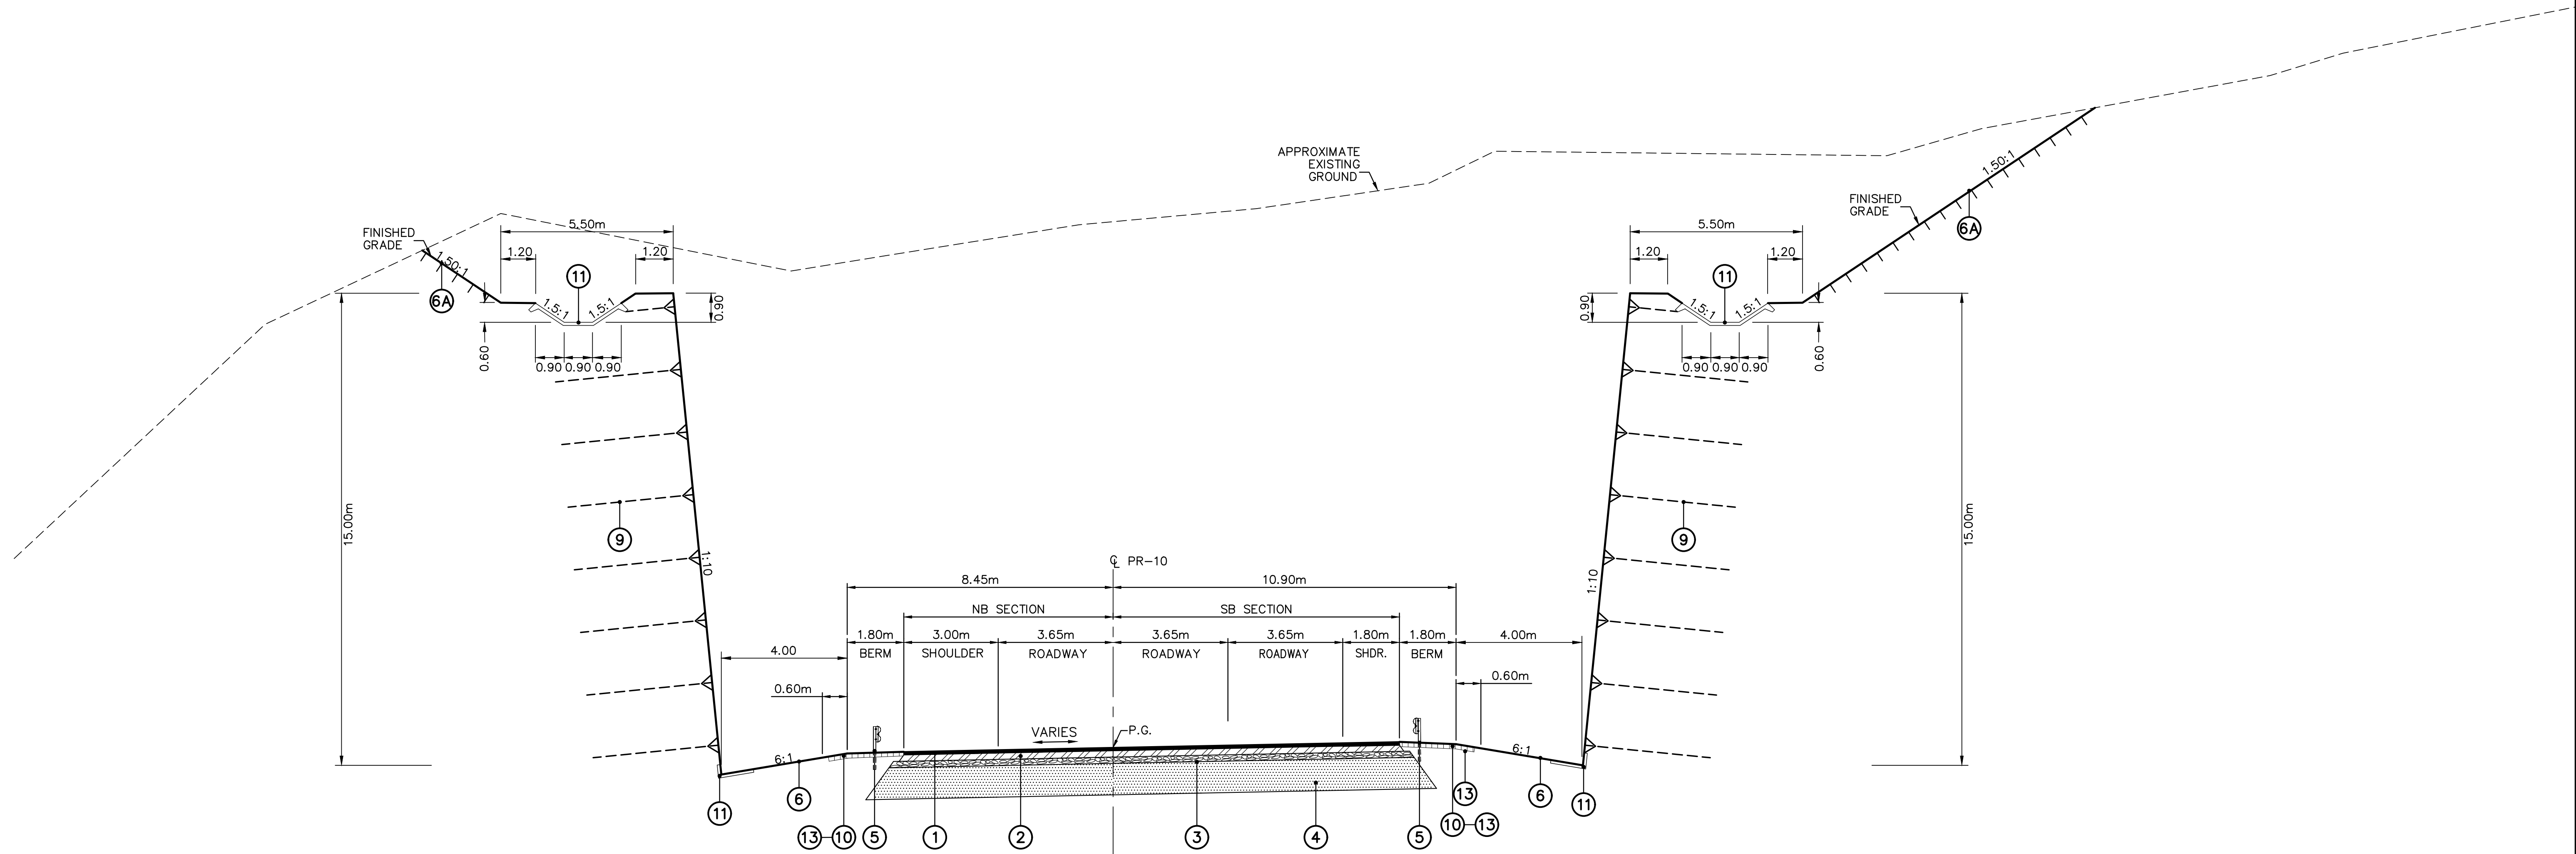 APPROXIMATE
EXISTING
GROUND
1.50:1
FINISHED
GRADE
6A
FINISHED
GRADE
5.50m
1.20
1.20
11
1.50:1
6A
1.5:1
1.5:1
0.90
0.60
0.90
0.90
0.90
5.50m
1.20
1.20
11
0.90
1.5:1
1.5:1
0.60
0.90
0.90
0.90
15.00m
9
1:10
℄ PR-10
8.45m
10.90m
NB SECTION
SB SECTION
1.80m
3.00m
3.65m
3.65m
3.65m
1.80m
1.80m
4.00m
4.00
BERM
SHOULDER
ROADWAY
ROADWAY
ROADWAY
SHDR.
BERM
0.60m
0.60m
VARIES
P.G.
9
1:10
15.00m
6:1
6:1
11
6
13
10
5
1
2
3
4
5
10
13
13
6
11